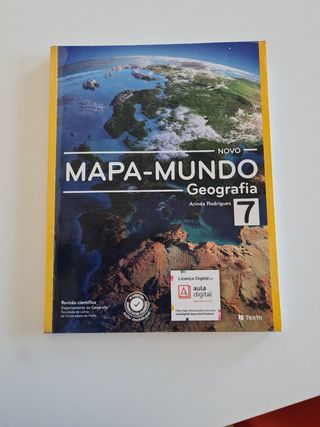 NOVO
MAPA-MUNDO
Geografia
Arinda Rodrigues
7
Licença Digital em
aula
digital
Revisão científica
Departamento de Geografia
Faculdade de Letras
da Universidade do Porto
Texto